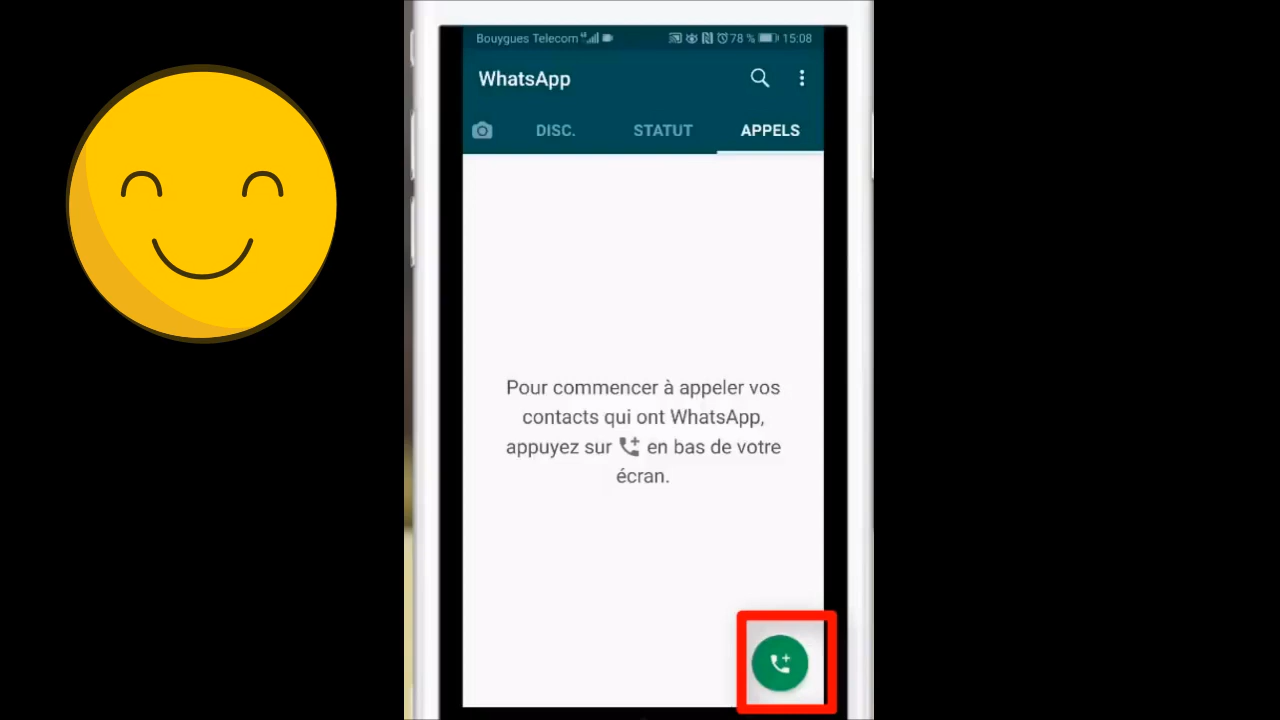 Bouygues Telecom 78 % 15:08
WhatsApp
DISC. STATUT APPELS
Pour commencer à appeler vos
contacts qui ont WhatsApp,
appuyez sur en bas de votre
écran.